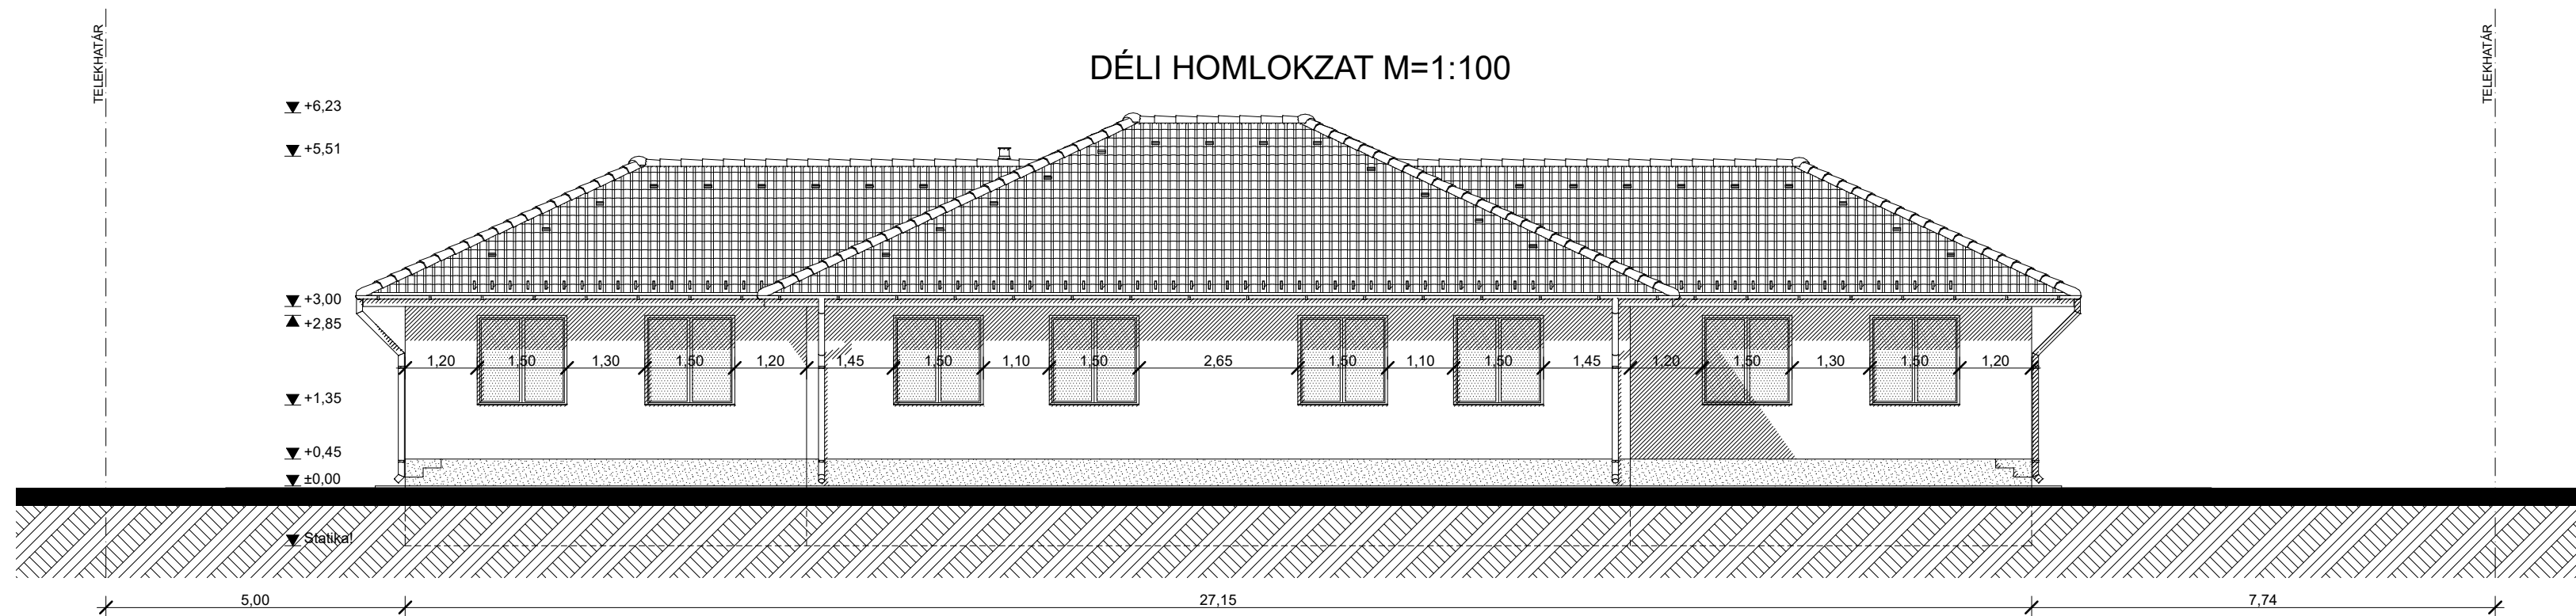 TELEKHATÁR
TELEKHATÁR
DÉLI HOMLOKZAT M=1:100
+6,23
+5,51
+3,00
+2,85
1,20 1,50 1,30 1,50 1,20 1,45 1,50 1,10 1,50 2,65 1,50 1,10 1,50 1,45 1,20 1,50 1,30 1,50 1,20
+1,35
+0,45
±0,00
Statika!
5,00 27,15 7,74